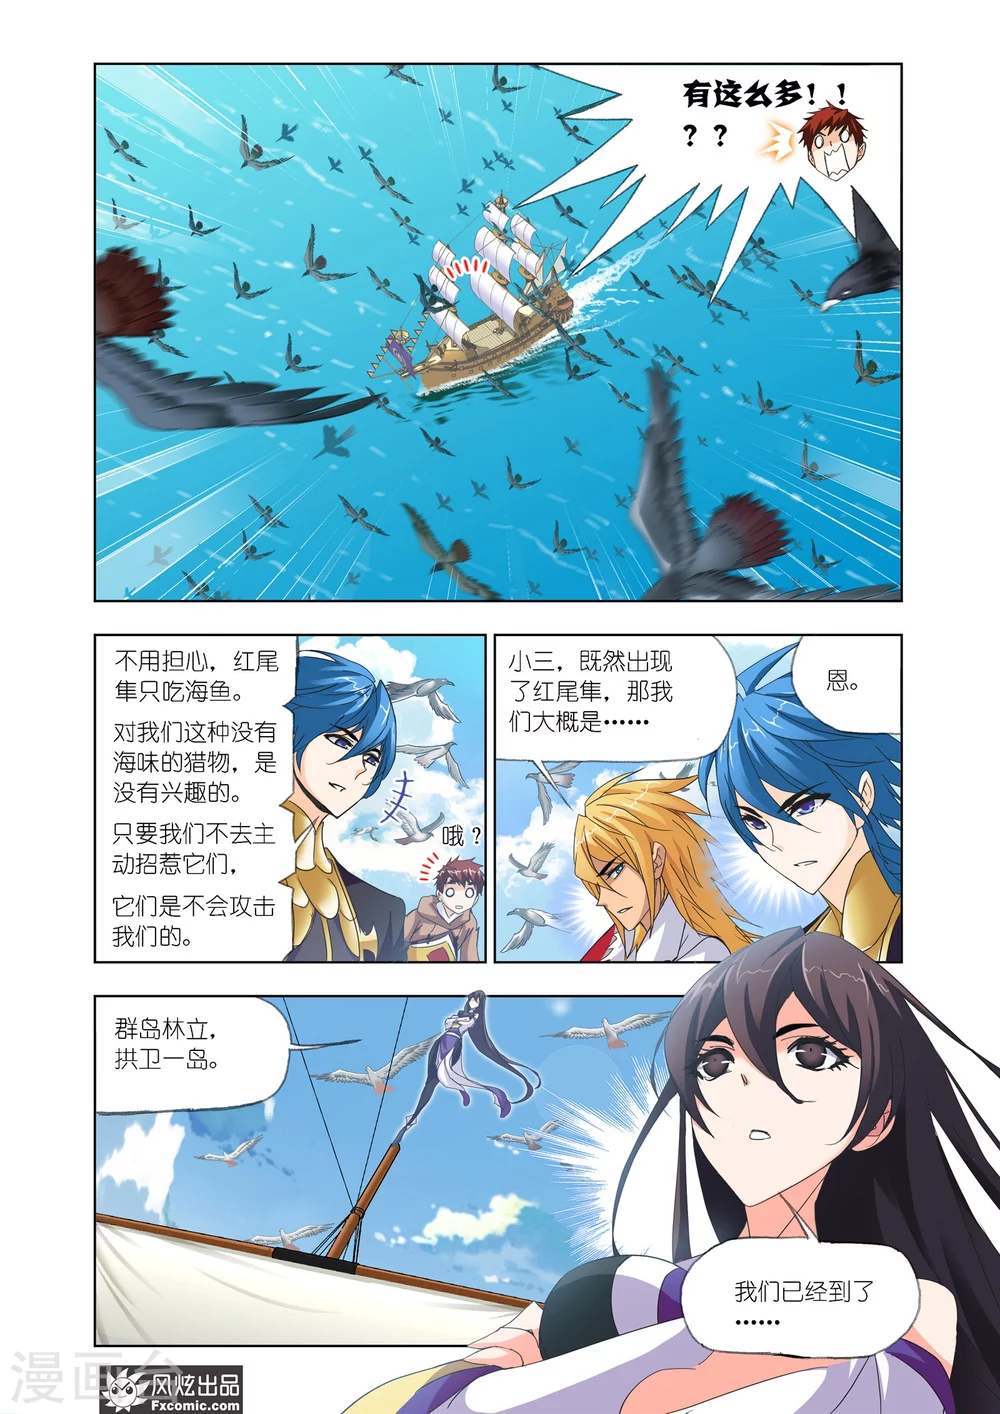 有这么多！！
？？
不用担心，红尾
隼只吃海鱼。
对我们这种没有
海味的猎物，是
没有兴趣的。
只要我们不去主
动招惹它们，
它们是不会攻击
我们的。
哦？
小三，既然出现
了红尾隼，那我
们大概是……
恩。
群岛林立，
拱卫一岛。
我们已经到了
……
漫画台
风炫出品
Fxcomic.com